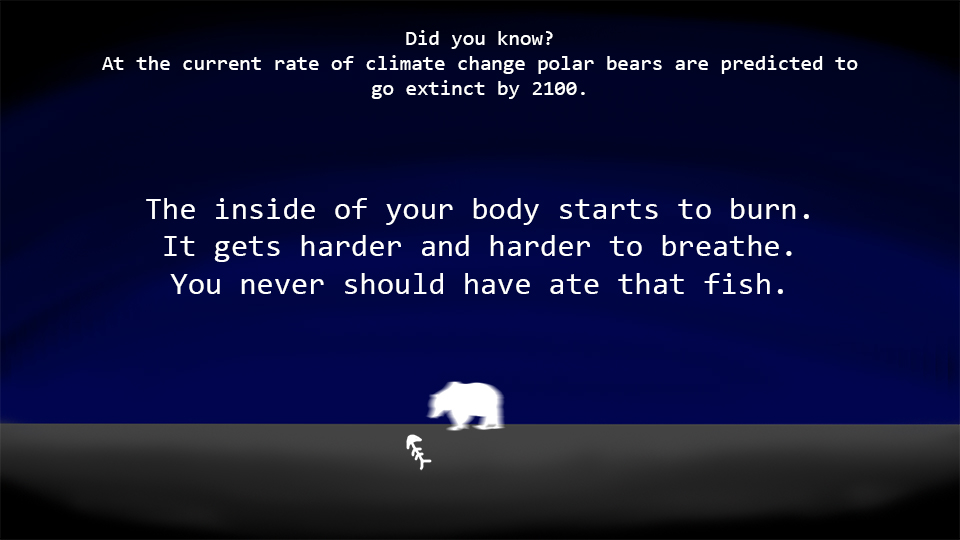 Did you know?
At the current rate of climate change polar bears are predicted to
go extinct by 2100.
The inside of your body starts to burn.
It gets harder and harder to breathe.
You never should have ate that fish.